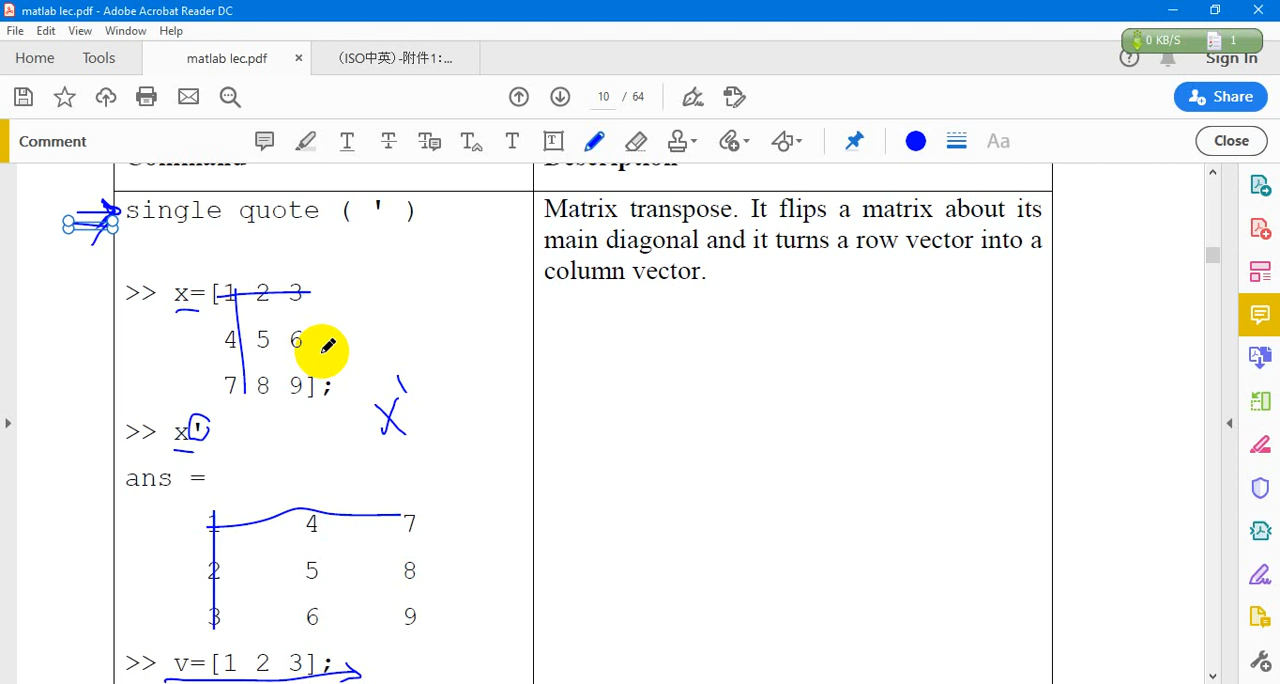 matlab lec.pdf - Adobe Acrobat Reader DC
File Edit View Window Help
0 KB/S 1
Home Tools matlab lec.pdf × (ISO中英)-附件1:... Sign In
10 / 64 Share
Comment Aa Close
Command Description
single quote ( ' )
Matrix transpose. It flips a matrix about its
main diagonal and it turns a row vector into a
column vector.
>> x=[1 2 3
4 5 6
7 8 9];
x'
>> x'
ans =
1 4 7
2 5 8
3 6 9
>> v=[1 2 3];